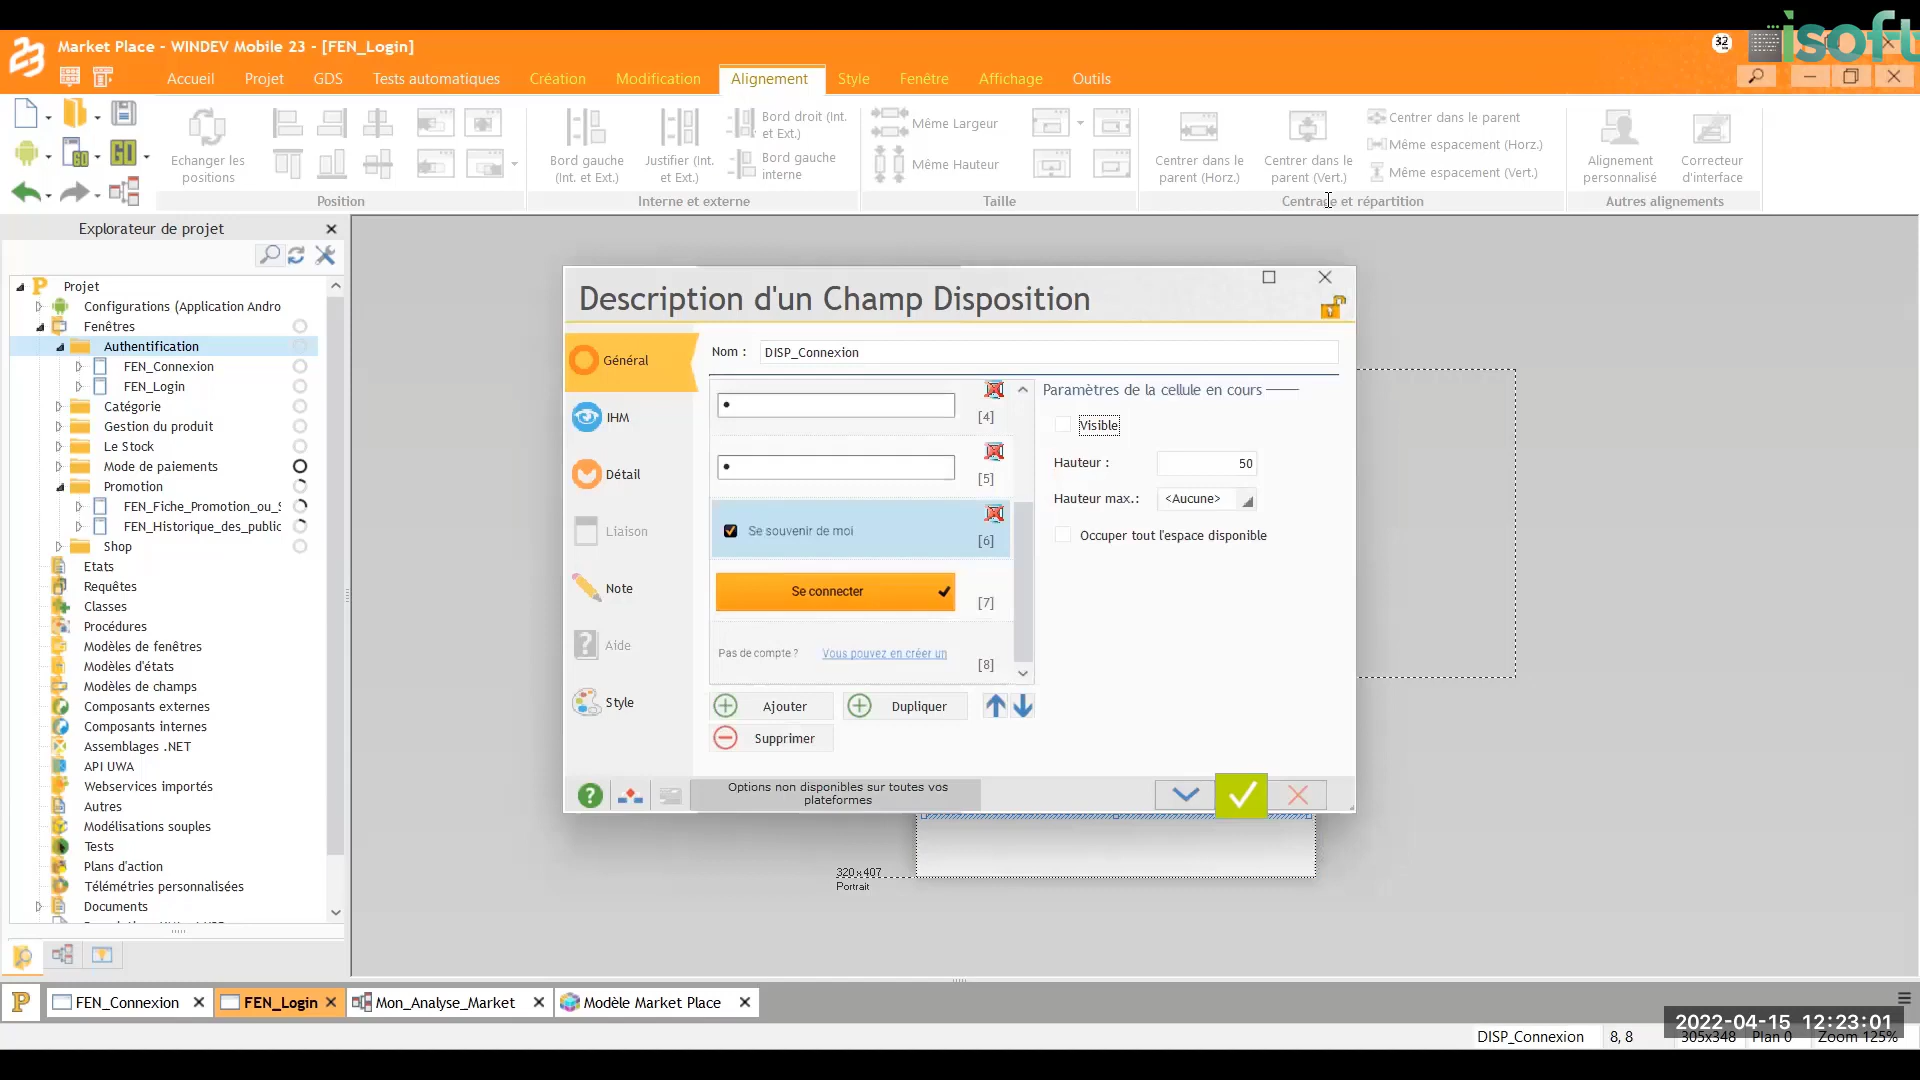 isoft
Market Place - WINDEV Mobile 23 - [FEN_Login]
32
Accueil
Projet
GDS
Tests automatiques
Création
Modification
Alignement
Style
Fenêtre
Affichage
Outils
Echanger les
positions
Position
Bord gauche
(Int. et Ext.)
Justifier (Int.
et Ext.)
Bord droit (Int.
et Ext.)
Bord gauche
interne
Interne et externe
Même Largeur
Même Hauteur
Taille
Centrer dans le
parent (Horz.)
Centrer dans le
parent (Vert.)
Centrer dans le parent
Même espacement (Horz.)
Même espacement (Vert.)
Centrage et répartition
Alignement
personnalisé
Correcteur
d'interface
Autres alignements
Explorateur de projet
Projet
Configurations (Application Andro
Fenêtres
Authentification
FEN_Connexion
FEN_Login
Catégorie
Gestion du produit
Le Stock
Mode de paiements
Promotion
FEN_Fiche_Promotion_ou_S
FEN_Historique_des_public
Shop
Etats
Requêtes
Classes
Procédures
Modèles de fenêtres
Modèles d'états
Modèles de champs
Composants externes
Composants internes
Assemblages .NET
API UWA
Webservices importés
Autres
Modélisations souples
Tests
Plans d'action
Télémétries personnalisées
Documents
Description d'un Champ Disposition
Général
IHM
Détail
Liaison
Note
Aide
Style
Nom :
DISP_Connexion
[4]
[5]
Se souvenir de moi
[6]
Se connecter
[7]
Pas de compte ?
Vous pouvez en créer un
[8]
Ajouter
Dupliquer
Supprimer
Paramètres de la cellule en cours
Visible
Hauteur :
50
Hauteur max.:
<Aucune>
Occuper tout l'espace disponible
Options non disponibles sur toutes vos
plateformes
320x407
Portrait
FEN_Connexion
FEN_Login
Mon_Analyse_Market
Modèle Market Place
2022-04-15 12:23:01
DISP_Connexion
8, 8
305x348
Plan 0
Zoom 125%